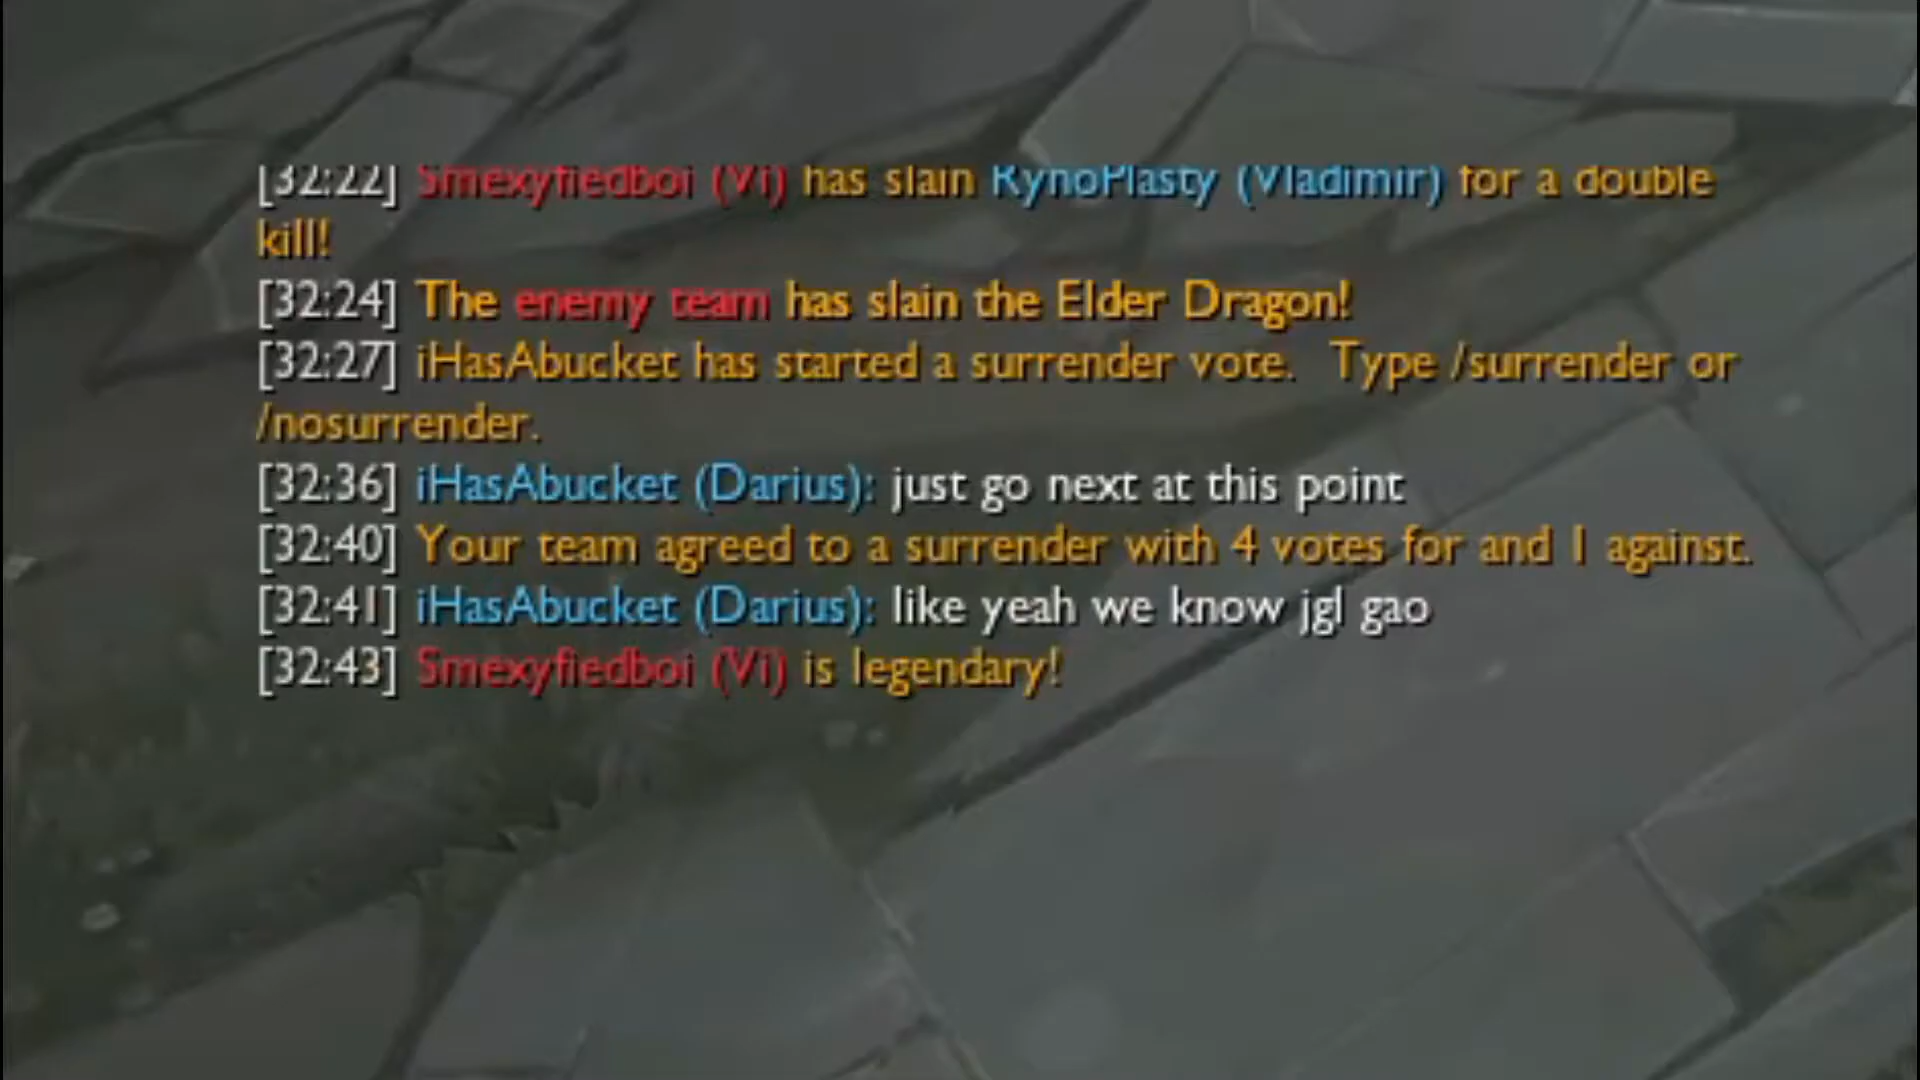 [32:22] Smexyfiedboi (Vi) has slain RynoPlasty (Vladimir) for a double
kill!
[32:24] The enemy team has slain the Elder Dragon!
[32:27] iHasAbucket has started a surrender vote. Type /surrender or
/nosurrender.
[32:36] iHasAbucket (Darius): just go next at this point
[32:40] Your team agreed to a surrender with 4 votes for and 1 against.
[32:41] iHasAbucket (Darius): like yeah we know jgl gao
[32:43] Smexyfiedboi (Vi) is legendary!